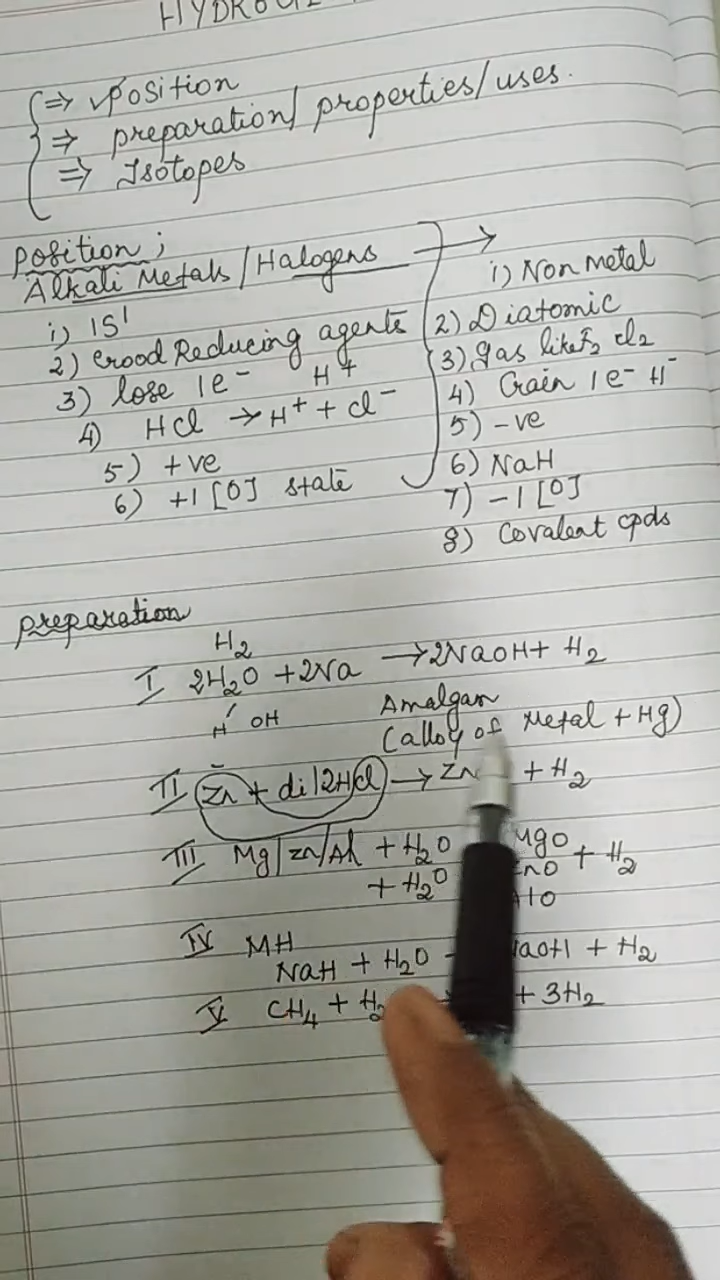 ⇒ Position
⇒ preparation/ properties/uses.
⇒ Isotopes
position ;
Alkali Metals / Halogens
i) 1S¹
2) Good Reducing agents
3) lose 1e⁻ H⁺
4) HCl → H⁺ + Cl⁻
5) +ve
6) +1 [O] state
i) Non metal
2) Diatomic
3) gas like F₂ Cl₂
4) Gain 1e⁻ H⁻
5) -ve
6) NaH
7) -1 [O]
8) Covalent cpds
preparation
H₂
I 2H₂O + 2Na → 2NaOH + H₂
H OH
Amalgam
(alloy of Metal + Hg)
II Zn + dil 2HCl → Zn + H₂
III Mg/Zn/Al + H₂O MgO + H₂
+ H₂O
IV MH
NaH + H₂O + H₂
V CH₄ + + 3H₂